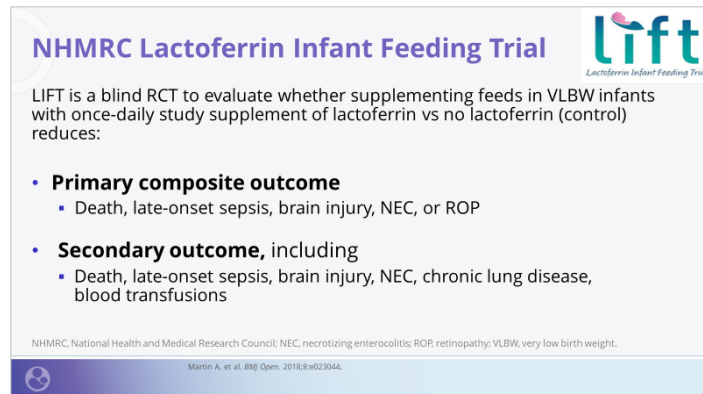 NHMRC Lactoferrin Infant Feeding Trial
lift
Lactoferrin Infant Feeding Tria
LIFT is a blind RCT to evaluate whether supplementing feeds in VLBW infants
with once-daily study supplement of lactoferrin vs no lactoferrin (control)
reduces:
• Primary composite outcome
▪ Death, late-onset sepsis, brain injury, NEC, or ROP
• Secondary outcome, including
▪ Death, late-onset sepsis, brain injury, NEC, chronic lung disease,
blood transfusions
NHMRC, National Health and Medical Research Council; NEC, necrotizing enterocolitis; ROP, retinopathy; VLBW, very low birth weight.
Martin A, et al. BMJ Open. 2018;8:e023044.